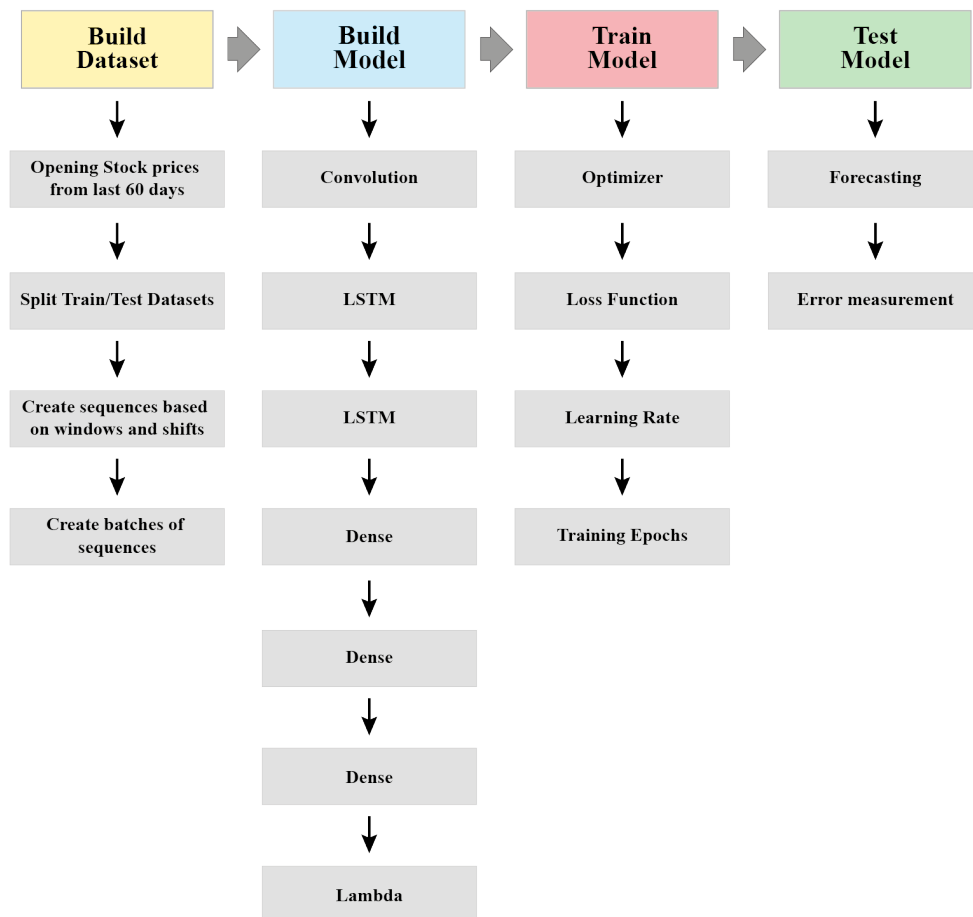 Build
Dataset
Build
Model
Train
Model
Test
Model
Opening Stock prices
from last 60 days
Split Train/Test Datasets
Create sequences based
on windows and shifts
Create batches of
sequences
Convolution
LSTM
LSTM
Dense
Dense
Dense
Lambda
Optimizer
Loss Function
Learning Rate
Training Epochs
Forecasting
Error measurement